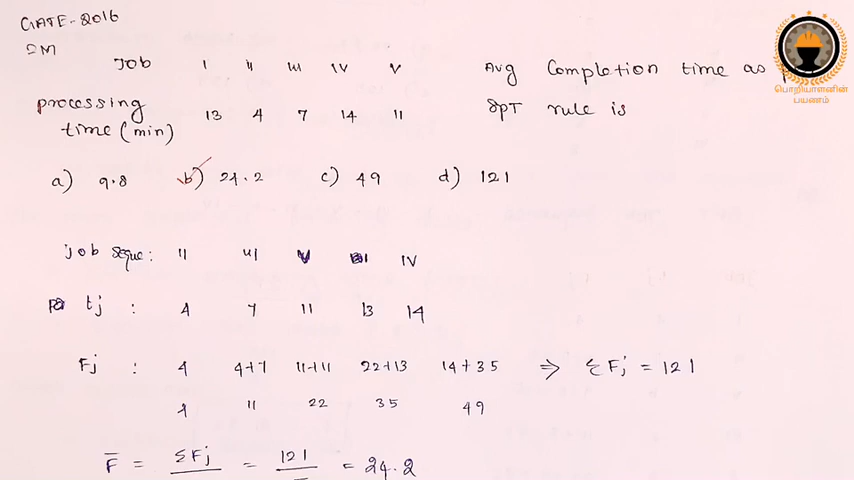 GATE-2016
2M
Job I II III IV V Avg Completion time as
processing time (min) 13 4 7 14 11 SPT rule is
a) 9.8 b) 24.2 c) 49 d) 121
job seque: II III V I IV
tj : 4 7 11 13 14
Fj : 4 4+7 11+11 22+13 14+35 ⇒ ΣFj = 121
4 11 22 35 49
F̄ = ΣFj = 121 = 24.2
பொறியாளனின்
பயணம்